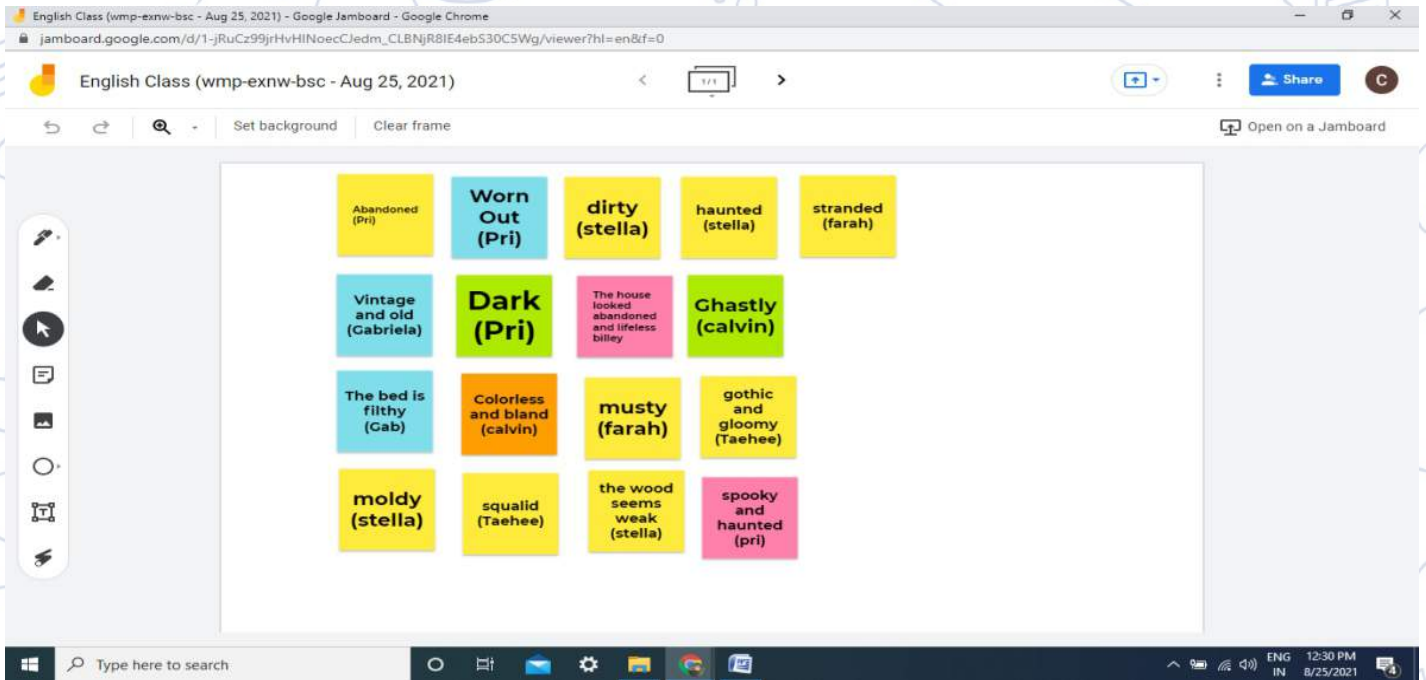 English Class (wmp-exnw-bsc - Aug 25, 2021) - Google Jamboard - Google Chrome
jamboard.google.com/d/1-jRuCz99jrHvHINoecCJedm_CLBNjR8IE4ebS30C5Wg/viewer?hl=en&f=0
English Class (wmp-exnw-bsc - Aug 25, 2021)
1/1
Share
C
Set background
Clear frame
Open on a Jamboard
Abandoned
(Pri)
Worn
Out
(Pri)
dirty
(stella)
haunted
(stella)
stranded
(farah)
Vintage
and old
(Gabriela)
Dark
(Pri)
The house
looked
abandoned
and lifeless
billey
Ghastly
(calvin)
The bed is
filthy
(Gab)
Colorless
and bland
(calvin)
musty
(farah)
gothic
and
gloomy
(Taehee)
moldy
(stella)
squalid
(Taehee)
the wood
seems
weak
(stella)
spooky
and
haunted
(pri)
Type here to search
ENG
IN
12:30 PM
8/25/2021
4